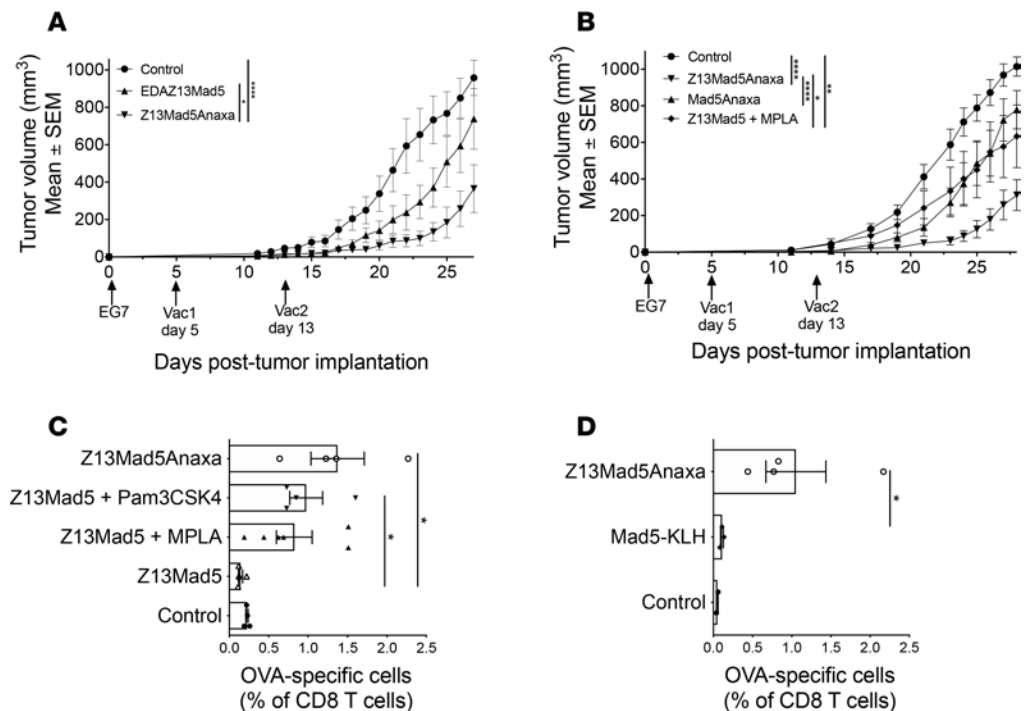 A
Tumor volume (mm³)
Mean ± SEM
1000
800
600
400
200
0
Control
EDAZ13Mad5
Z13Mad5Anaxa
*
****
0
5
10
15
20
25
EG7
Vac1
day 5
Vac2
day 13
Days post-tumor implantation
B
Tumor volume (mm³)
Mean ± SEM
1000
800
600
400
200
0
Control
Z13Mad5Anaxa
Mad5Anaxa
Z13Mad5 + MPLA
****
****
*
**
0
5
10
15
20
25
EG7
Vac1
day 5
Vac2
day 13
Days post-tumor implantation
C
Z13Mad5Anaxa
Z13Mad5 + Pam3CSK4
Z13Mad5 + MPLA
Z13Mad5
Control
*
*
0.0
0.5
1.0
1.5
2.0
2.5
OVA-specific cells
(% of CD8 T cells)
D
Z13Mad5Anaxa
Mad5-KLH
Control
*
0.0
0.5
1.0
1.5
2.0
2.5
OVA-specific cells
(% of CD8 T cells)